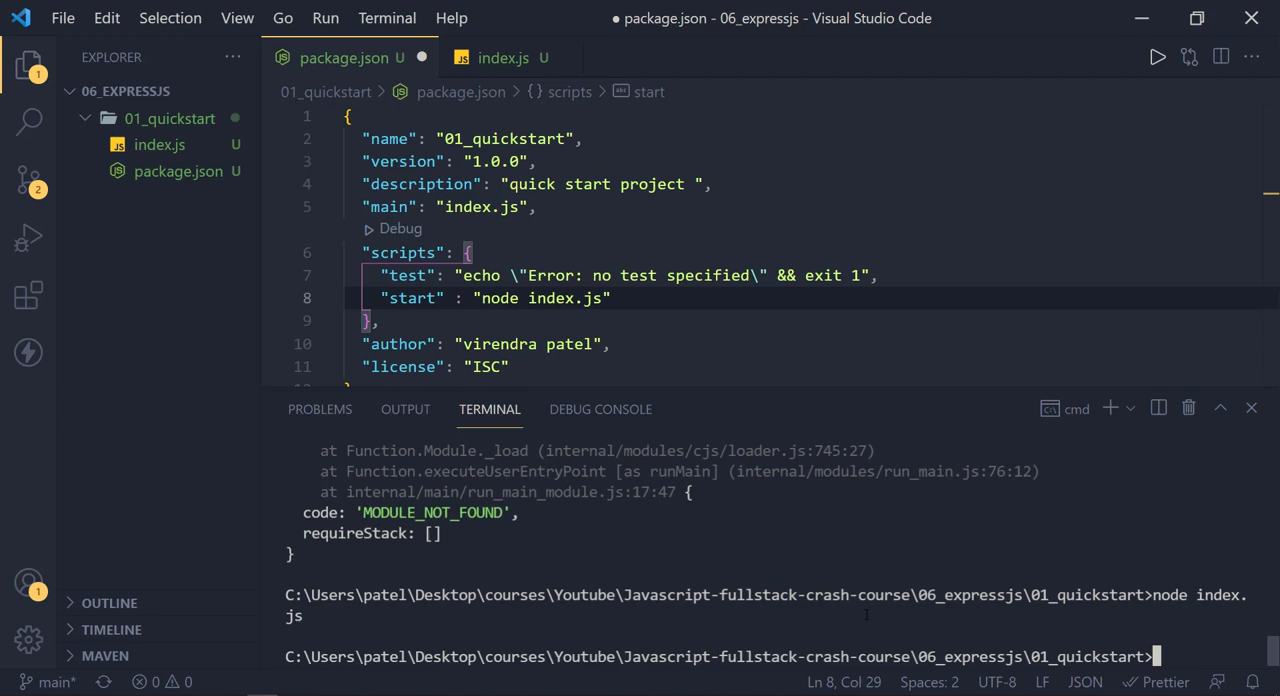 File Edit Selection View Go Run Terminal Help
● package.json - 06_expressjs - Visual Studio Code
EXPLORER ···
package.json U ●
JS index.js U
1
06_EXPRESSJS
01_quickstart
JS index.js U
package.json U
2
1
01_quickstart > package.json > {} scripts > abc start
1 {
2 "name": "01_quickstart",
3 "version": "1.0.0",
4 "description": "quick start project ",
5 "main": "index.js",
Debug
6 "scripts": {
7 "test": "echo \"Error: no test specified\" && exit 1",
8 "start" : "node index.js"
9 },
10 "author": "virendra patel",
11 "license": "ISC"
12 }
PROBLEMS OUTPUT TERMINAL DEBUG CONSOLE
cmd
at Function.Module._load (internal/modules/cjs/loader.js:745:27)
at Function.executeUserEntryPoint [as runMain] (internal/modules/run_main.js:76:12)
at internal/main/run_main_module.js:17:47 {
code: 'MODULE_NOT_FOUND',
requireStack: []
}
C:\Users\patel\Desktop\courses\Youtube\Javascript-fullstack-crash-course\06_expressjs\01_quickstart>node index.
js
C:\Users\patel\Desktop\courses\Youtube\Javascript-fullstack-crash-course\06_expressjs\01_quickstart>
OUTLINE
TIMELINE
MAVEN
main* 0 0
Ln 8, Col 29 Spaces: 2 UTF-8 LF JSON Prettier